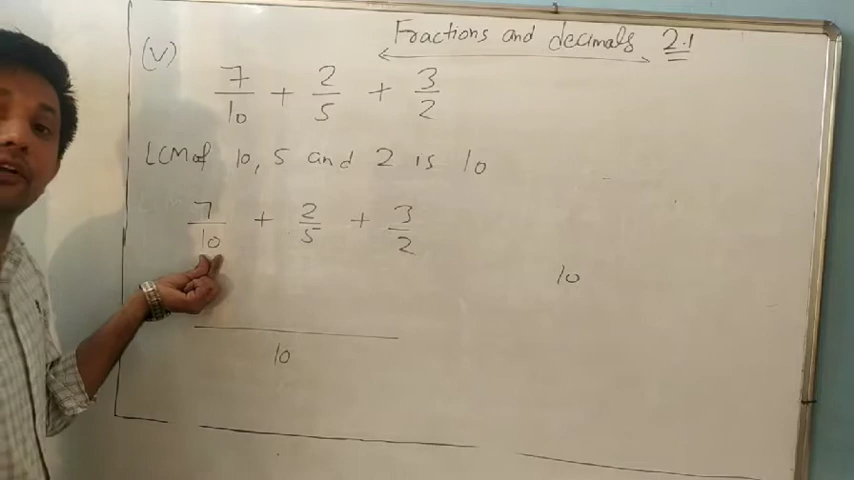 Fractions and decimals 2.1
(v)
7/10 + 2/5 + 3/2
LCM of 10, 5 and 2 is 10
7/10 + 2/5 + 3/2
10
10